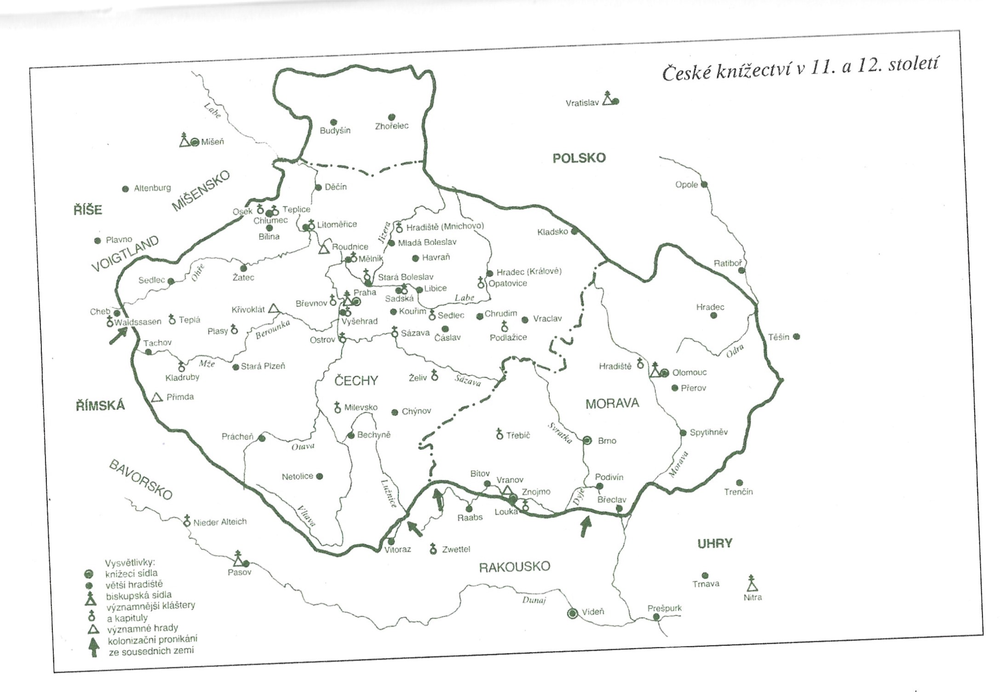 České knížectví v 11. a 12. století
Vratislav
Labe
Budyšín
Zhořelec
Míšeň
POLSKO
MÍŠENSKO
Altenburg
Děčín
Opole
ŘÍŠE
Osek
Teplice
Chlumec
Bílina
Litoměřice
Jizera
Hradiště (Mnichovo)
Kladsko
Plavno
VOIGTLAND
Roudnice
Mladá Boleslav
Mělník
Havraň
Ratiboř
Ohře
Sedlec
Žatec
Stará Boleslav
Hradec (Králové)
Opatovice
Praha
Libice
Břevnov
Sadská
Labe
Hradec
Cheb
Křivoklát
Kouřim
Sedlec
Chrudim
Vraclav
Waldssasen
Teplá
Vyšehrad
Plasy
Berounka
Ostrov
Sázava
Čáslav
Podlažice
Těšín
Tachov
Odra
Mže
Stará Plzeň
Hradiště
Olomouc
Kladruby
ČECHY
Želiv
Sázava
Přerov
Přimda
ŘÍMSKÁ
MORAVA
Milevsko
Chýnov
Prácheň
Bechyně
Třebíč
Svratka
Brno
Spytihněv
Otava
BAVORSKO
Netolice
Lužnice
Bítov
Vranov
Znojmo
Podivín
Morava
Trenčín
Dyje
Břeclav
Vltava
Raabs
Louka
Nieder Alteich
Vitoraz
Zwettel
UHRY
RAKOUSKO
Pasov
Trnava
Nitra
Dunaj
Vídeň
Prešpurk
Vysvětlivky:
knížecí sídla
větší hradiště
biskupská sídla
významnější kláštery
a kapituly
významné hrady
kolonizační pronikání
ze sousedních zemí